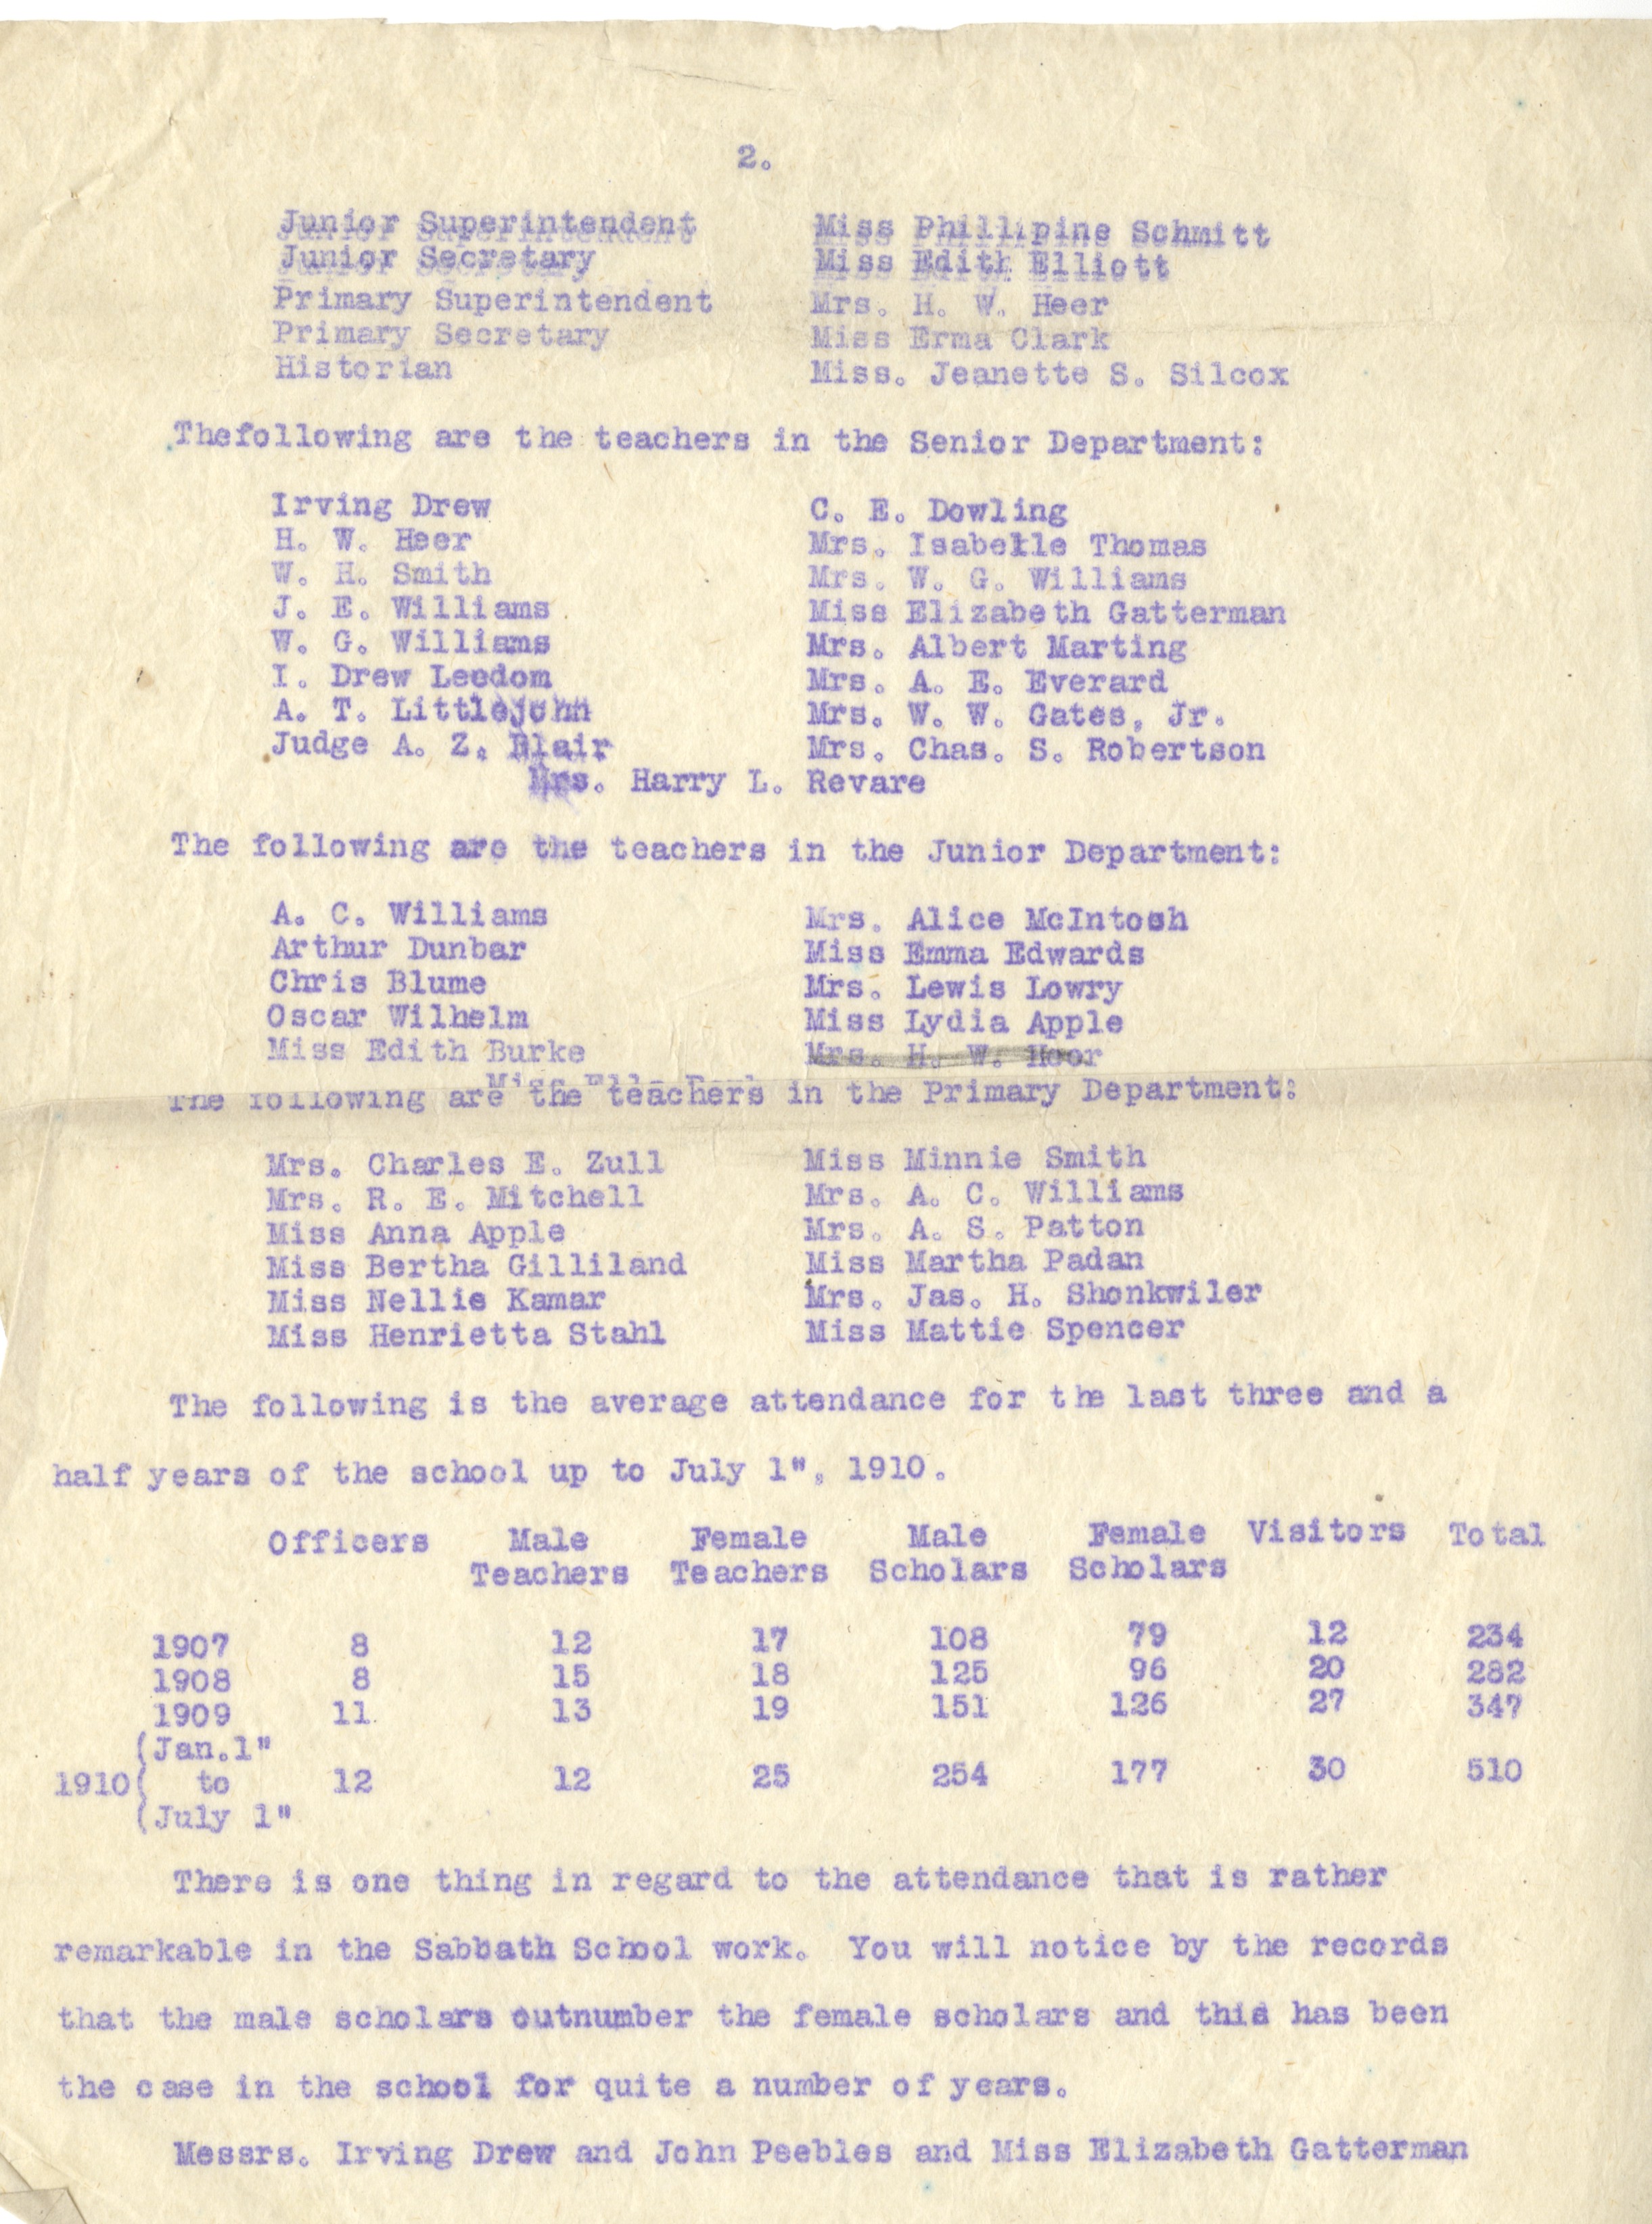 2.
Junior Superintendent Miss Phillipine Schmitt
Junior Secretary Miss Edith Elliott
Primary Superintendent Mrs. H. W. Heer
Primary Secretary Miss Erma Clark
Historian Miss. Jeanette S. Silcox
Thefollowing are the teachers in the Senior Department:
Irving Drew C. E. Dowling
H. W. Heer Mrs. Isabelle Thomas
W. H. Smith Mrs. W. G. Williams
J. E. Williams Miss Elizabeth Gatterman
W. G. Williams Mrs. Albert Marting
I. Drew Leedom Mrs. A. E. Everard
A. T. Littlejohn Mrs. W. W. Gates, Jr.
Judge A. Z. Blair Mrs. Chas. S. Robertson
Mrs. Harry L. Revare
The following are the teachers in the Junior Department:
A. C. Williams Mrs. Alice McIntosh
Arthur Dunbar Miss Emma Edwards
Chris Blume Mrs. Lewis Lowry
Oscar Wilhelm Miss Lydia Apple
Miss Edith Burke Mrs. H. W. Heer
Miss
The following are the teachers in the Primary Department:
Mrs. Charles E. Zull Miss Minnie Smith
Mrs. R. E. Mitchell Mrs. A. C. Williams
Miss Anna Apple Mrs. A. S. Patton
Miss Bertha Gilliland Miss Martha Padan
Miss Nellie Kamar Mrs. Jas. H. Shonkwiler
Miss Henrietta Stahl Miss Mattie Spencer
The following is the average attendance for the last three and a
half years of the school up to July 1", 1910.
Officers Male Female Male Female Visitors Total
Teachers Teachers Scholars Scholars
1907 8 12 17 108 79 12 234
1908 8 15 18 125 96 20 282
1909 11 13 19 151 126 27 347
(Jan.1"
1910( to 12 12 25 254 177 30 510
(July 1"
There is one thing in regard to the attendance that is rather
remarkable in the Sabbath School work. You will notice by the records
that the male scholars outnumber the female scholars and this has been
the case in the school for quite a number of years.
Messrs. Irving Drew and John Peebles and Miss Elizabeth Gatterman